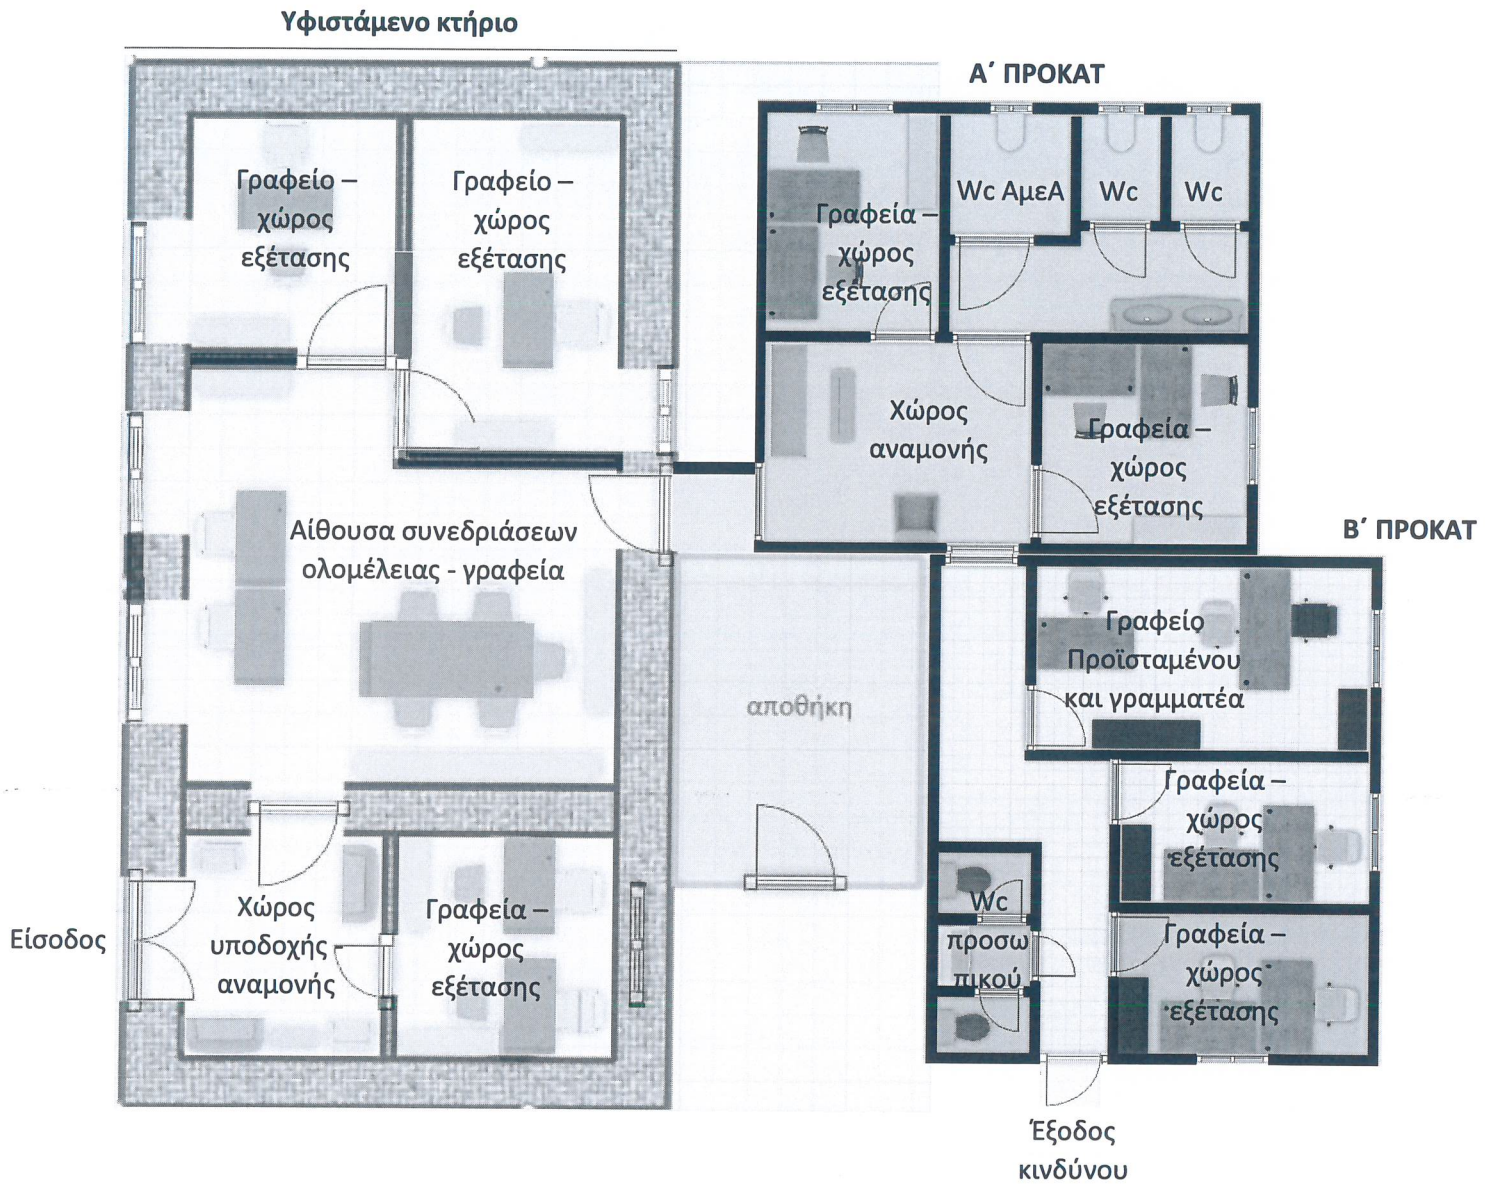 Υφιστάμενο κτήριο
Α΄ ΠΡΟΚΑΤ
Γραφείο –
χώρος
εξέτασης
Γραφείο –
χώρος
εξέτασης
Γραφεία –
χώρος
εξέτασης
Wc ΑμεΑ
Wc
Wc
Χώρος
αναμονής
Γραφεία –
χώρος
εξέτασης
Αίθουσα συνεδριάσεων
ολομέλειας - γραφεία
Β΄ ΠΡΟΚΑΤ
Γραφείο
Προϊσταμένου
και γραμματέα
αποθήκη
Γραφεία –
χώρος
εξέτασης
Είσοδος
Χώρος
υποδοχής
αναμονής
Γραφεία –
χώρος
εξέτασης
Wc
προσω
πικού
Γραφεία –
χώρος
εξέτασης
Έξοδος
κινδύνου